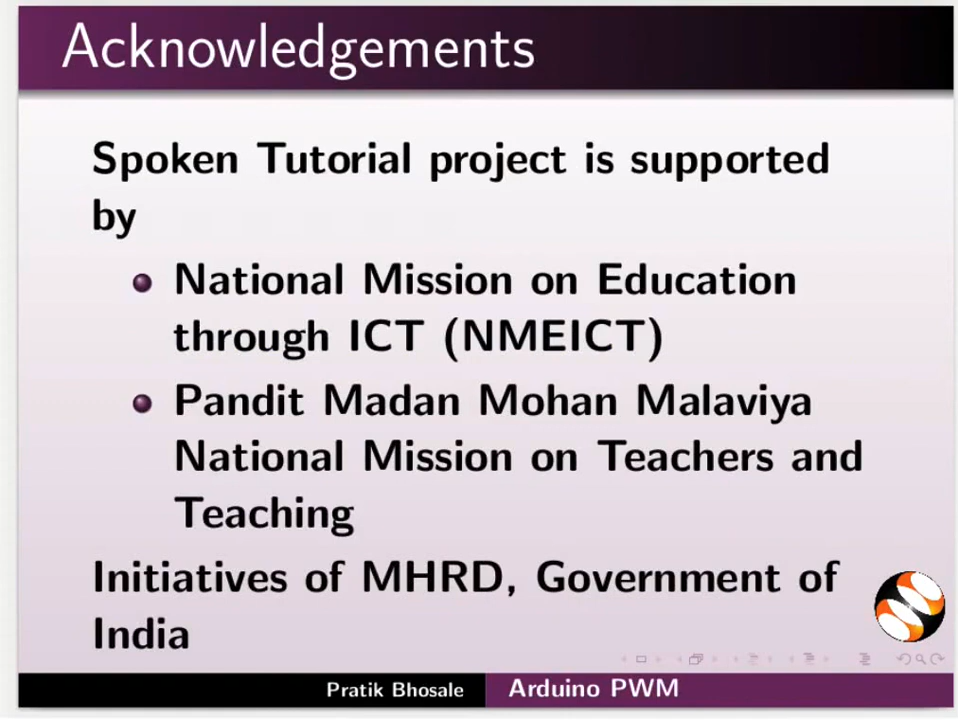 Acknowledgements
Spoken Tutorial project is supported
by
National Mission on Education
through ICT (NMEICT)
Pandit Madan Mohan Malaviya
National Mission on Teachers and
Teaching
Initiatives of MHRD, Government of
India
Pratik Bhosale Arduino PWM